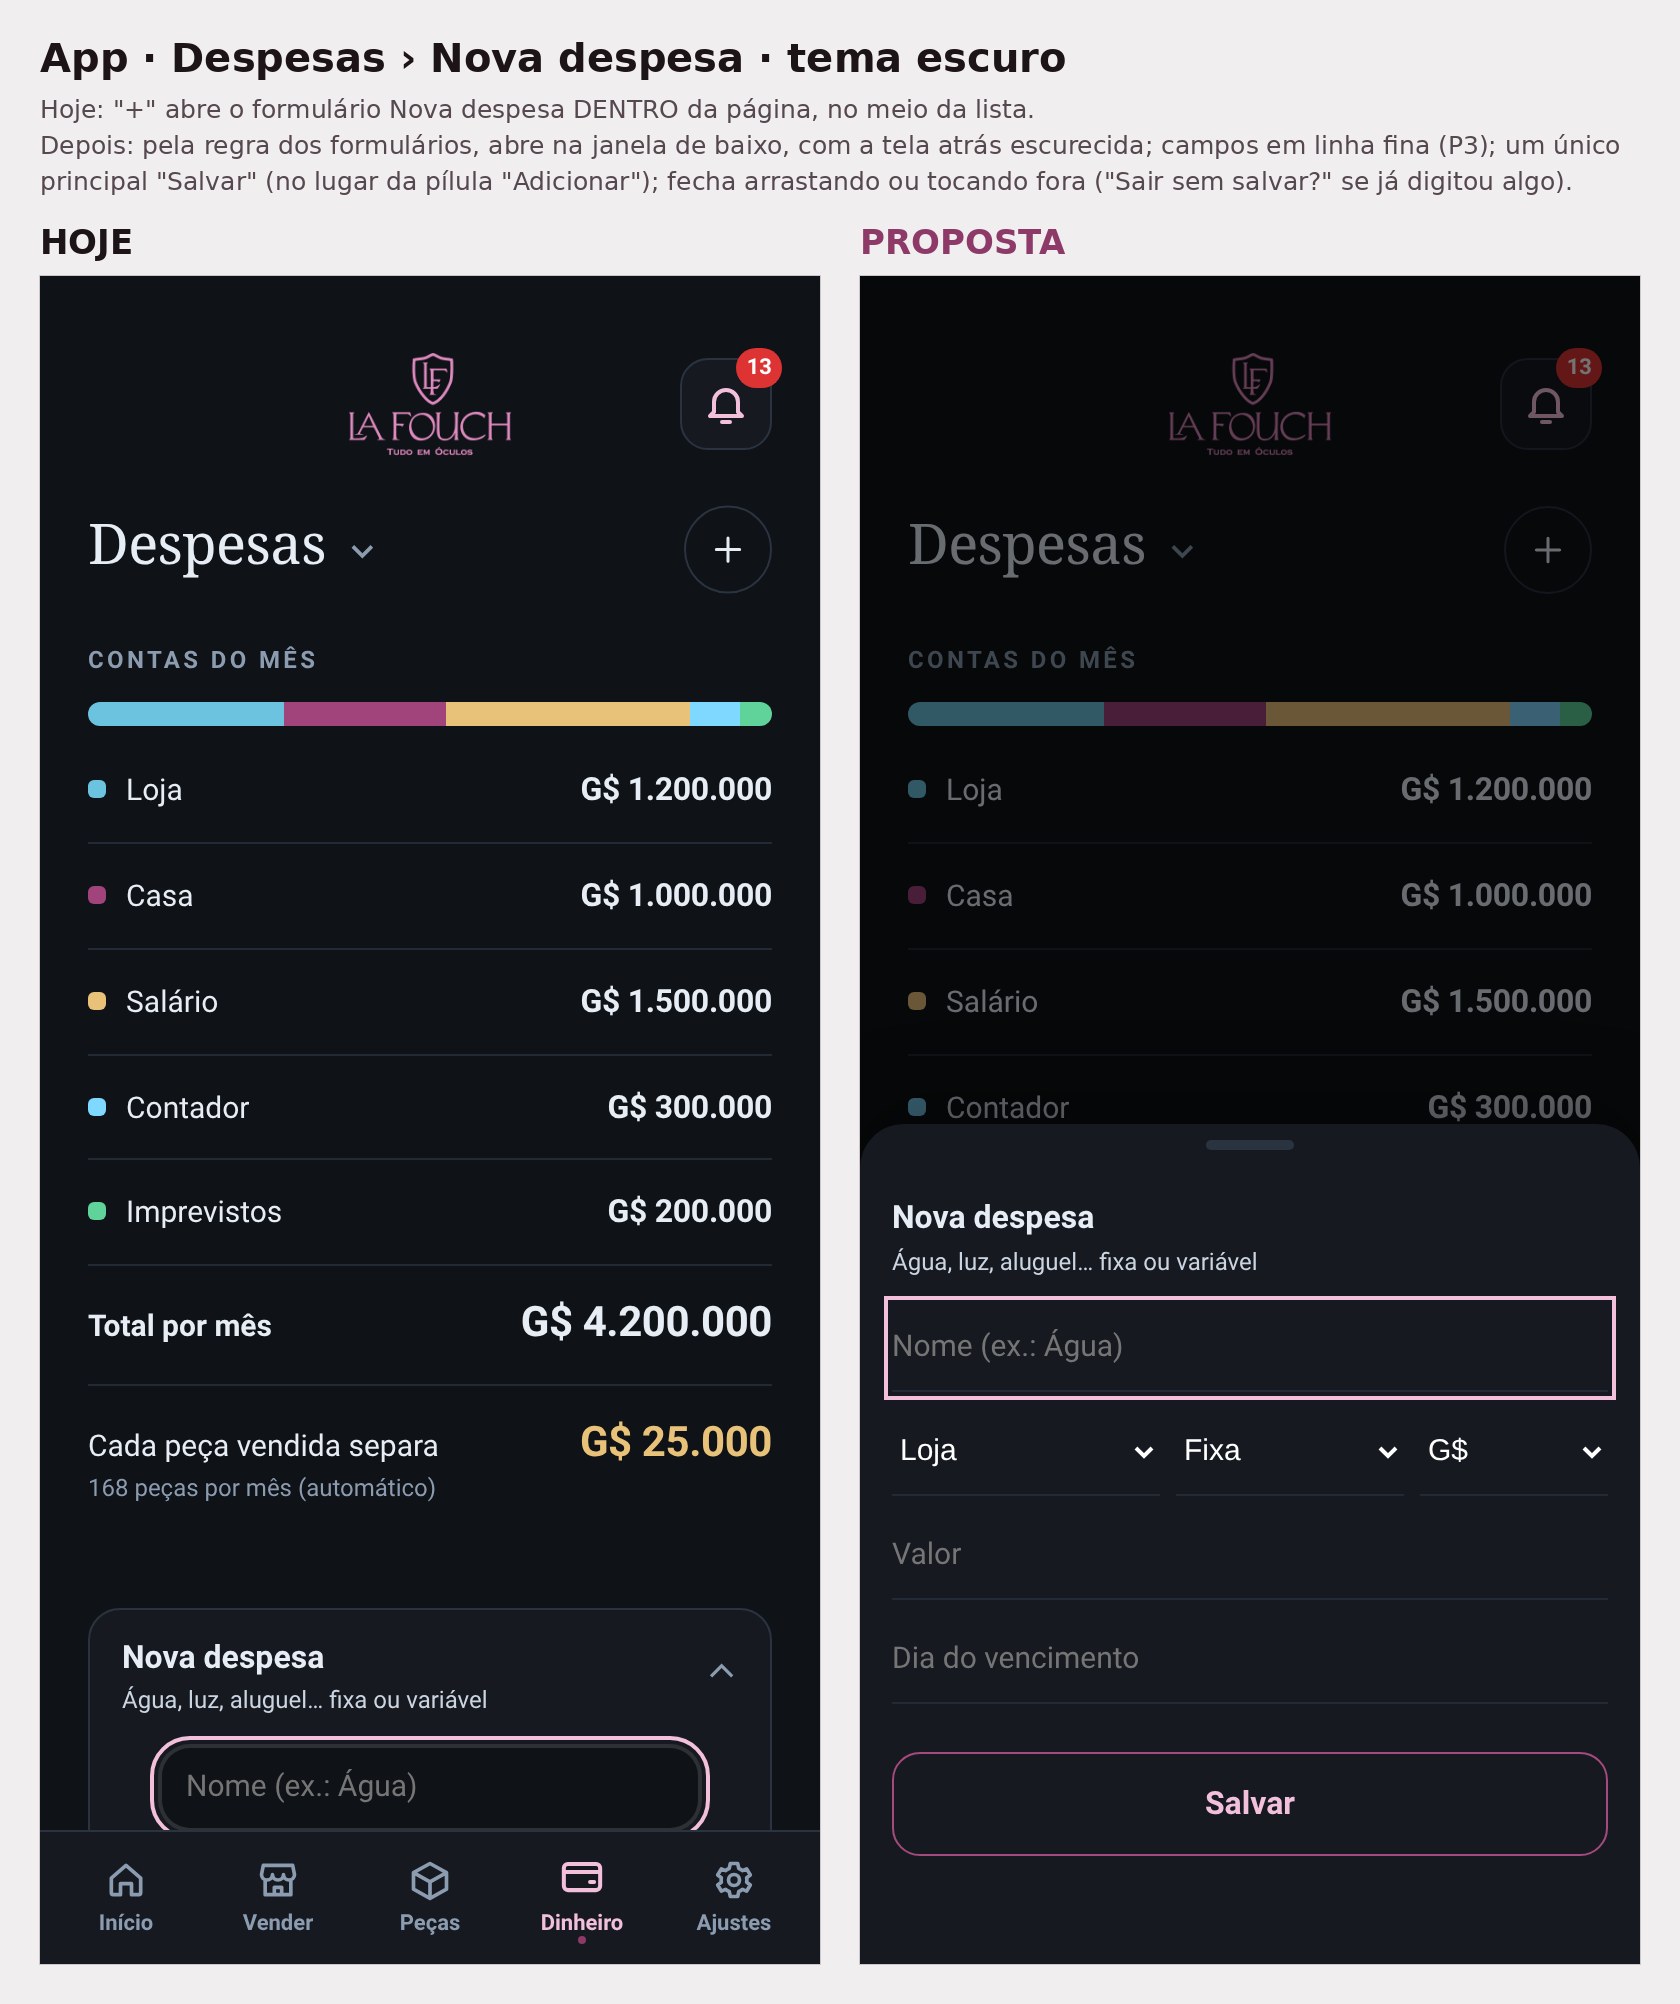 App · Despesas › Nova despesa · tema escuro
Hoje: "+" abre o formulário Nova despesa DENTRO da página, no meio da lista.
Depois: pela regra dos formulários, abre na janela de baixo, com a tela atrás escurecida; campos em linha fina (P3); um único
principal "Salvar" (no lugar da pílula "Adicionar"); fecha arrastando ou tocando fora ("Sair sem salvar?" se já digitou algo).
HOJE
13
LF
LA FOUCH
TUDO EM ÓCULOS
Despesas
CONTAS DO MÊS
Loja G$ 1.200.000
Casa G$ 1.000.000
Salário G$ 1.500.000
Contador G$ 300.000
Imprevistos G$ 200.000
Total por mês G$ 4.200.000
Cada peça vendida separa G$ 25.000
168 peças por mês (automático)
Nova despesa
Água, luz, aluguel... fixa ou variável
Nome (ex.: Água)
Início Vender Peças Dinheiro Ajustes
PROPOSTA
13
LF
LA FOUCH
TUDO EM ÓCULOS
Despesas
CONTAS DO MÊS
Loja G$ 1.200.000
Casa G$ 1.000.000
Salário G$ 1.500.000
Contador G$ 300.000
Nova despesa
Água, luz, aluguel... fixa ou variável
Nome (ex.: Água)
Loja Fixa G$
Valor
Dia do vencimento
Salvar